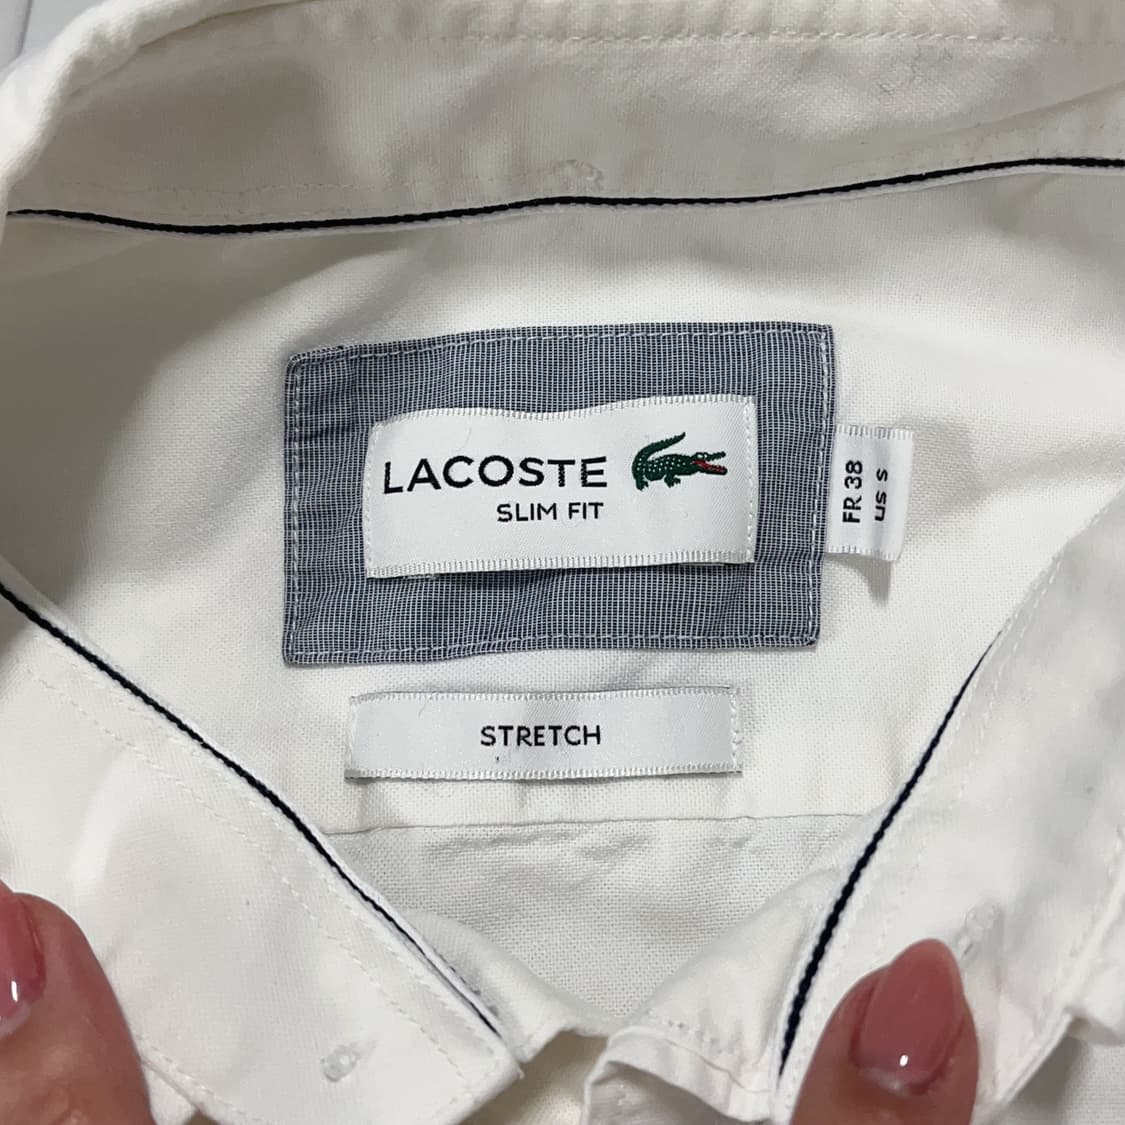 LACOSTE
SLIM FIT
FR 38
US S
STRETCH